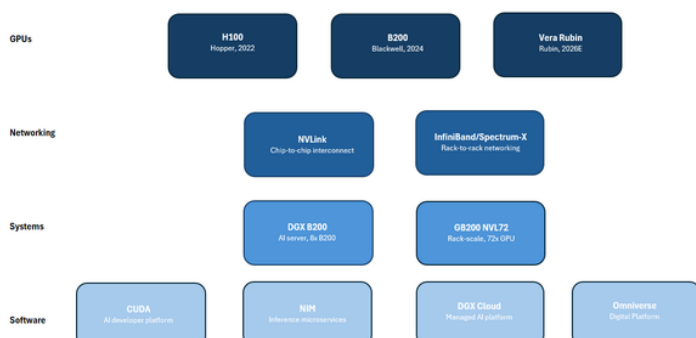 GPUs
H100
Hopper, 2022
B200
Blackwell, 2024
Vera Rubin
Rubin, 2026E
Networking
NVLink
Chip-to-chip interconnect
InfiniBand/Spectrum-X
Rack-to-rack networking
Systems
DGX B200
AI server, 8x B200
GB200 NVL72
Rack-scale, 72x GPU
Software
CUDA
AI developer platform
NIM
Inference microservices
DGX Cloud
Managed AI platform
Omniverse
Digital Platform